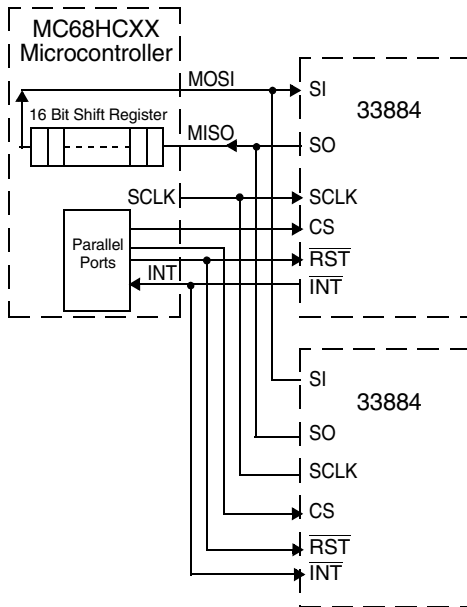 MC68HCXX
Microcontroller
MOSI
SI
33884
16 Bit Shift Register
MISO
SO
SCLK
SCLK
CS
Parallel
Ports
RST
INT
INT
SI
33884
SO
SCLK
CS
RST
INT